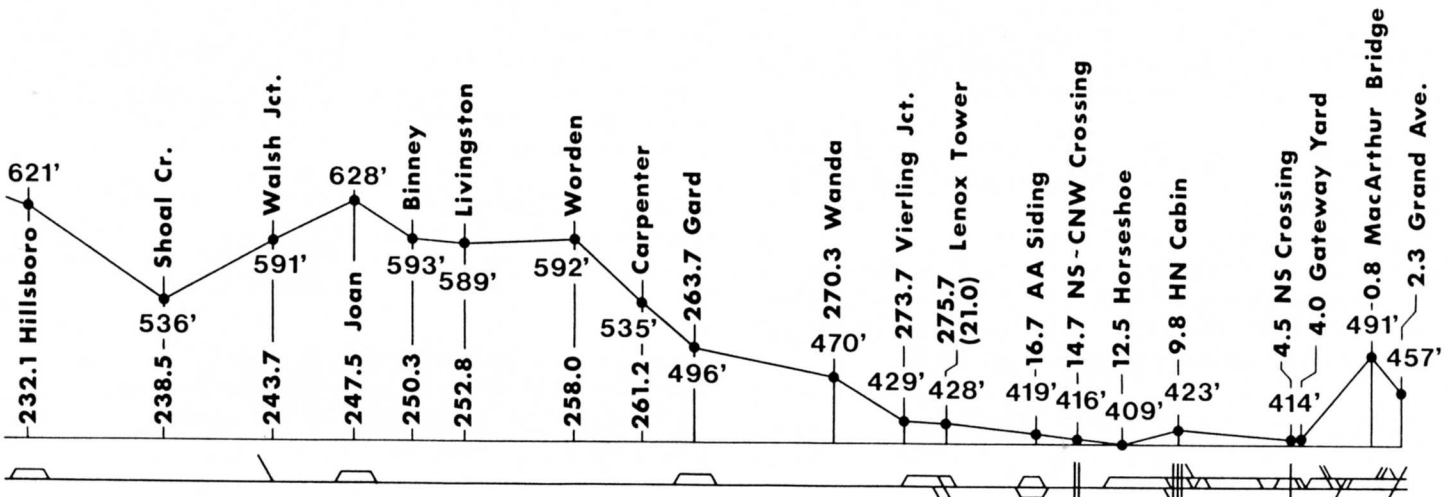 621'
232.1 Hillsboro
536'
238.5 Shoal Cr.
591'
243.7 Walsh Jct.
628'
247.5 Joan
593'
250.3 Binney
589'
252.8 Livingston
592'
258.0 Worden
535'
261.2 Carpenter
496'
263.7 Gard
470'
270.3 Wanda
429'
273.7 Vierling Jct.
428'
275.7 Lenox Tower
(21.0)
419'
16.7 AA Siding
416'
14.7 NS-CNW Crossing
409'
12.5 Horseshoe
423'
9.8 HN Cabin
414'
4.5 NS Crossing
4.0 Gateway Yard
491'
0.8 MacArthur Bridge
457'
2.3 Grand Ave.